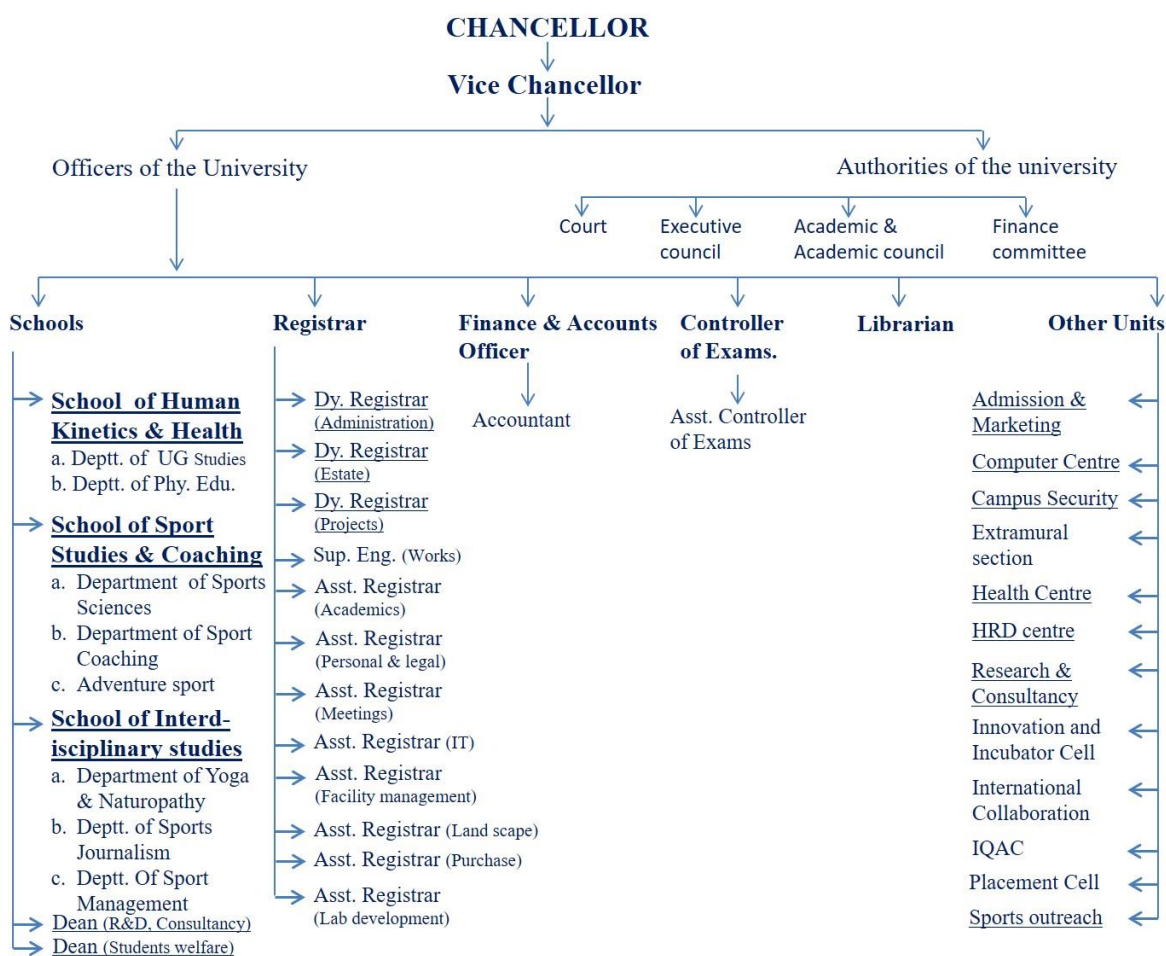 CHANCELLOR
Vice Chancellor
Officers of the University
Authorities of the university
Court
Executive
council
Academic &
Academic council
Finance
committee
Schools
School of Human
Kinetics & Health
a. Deptt. of UG Studies
b. Deptt. of Phy. Edu.
School of Sport
Studies & Coaching
a. Department of Sports
Sciences
b. Department of Sport
Coaching
c. Adventure sport
School of Interd-
isciplinary studies
a. Department of Yoga
& Naturopathy
b. Deptt. of Sports
Journalism
c. Deptt. Of Sport
Management
Dean (R&D, Consultancy)
Dean (Students welfare)
Registrar
Dy. Registrar
(Administration)
Dy. Registrar
(Estate)
Dy. Registrar
(Projects)
Sup. Eng. (Works)
Asst. Registrar
(Academics)
Asst. Registrar
(Personal & legal)
Asst. Registrar
(Meetings)
Asst. Registrar (IT)
Asst. Registrar
(Facility management)
Asst. Registrar (Land scape)
Asst. Registrar (Purchase)
Asst. Registrar
(Lab development)
Finance & Accounts
Officer
Accountant
Controller
of Exams.
Asst. Controller
of Exams
Librarian
Other Units
Admission &
Marketing
Computer Centre
Campus Security
Extramural
section
Health Centre
HRD centre
Research &
Consultancy
Innovation and
Incubator Cell
International
Collaboration
IQAC
Placement Cell
Sports outreach